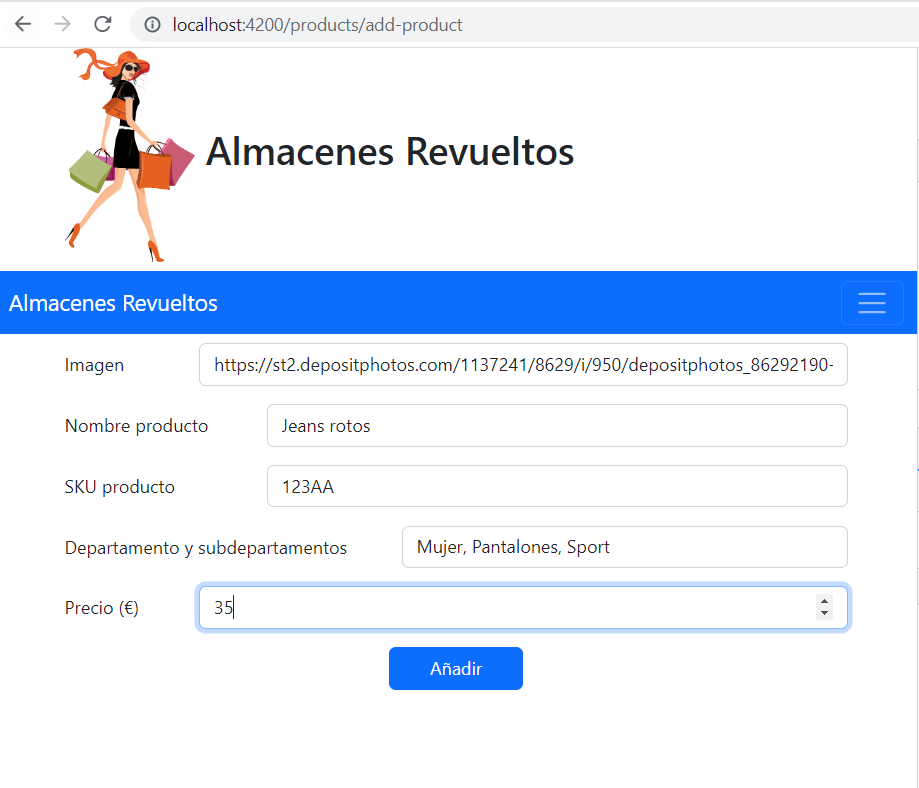 localhost:4200/products/add-product
Almacenes Revueltos
Almacenes Revueltos
Imagen https://st2.depositphotos.com/1137241/8629/i/950/depositphotos_86292190-
Nombre producto Jeans rotos
SKU producto 123AA
Departamento y subdepartamentos Mujer, Pantalones, Sport
Precio (€) 35
Añadir